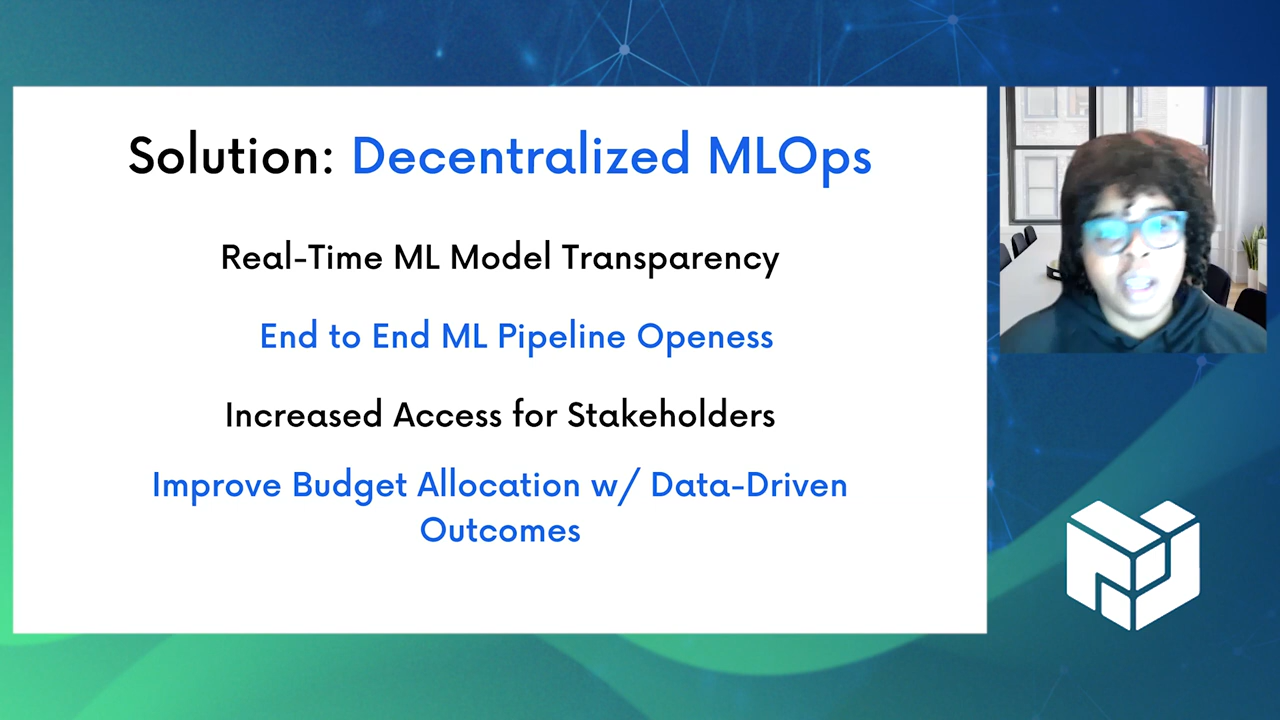 Solution: Decentralized MLOps
Real-Time ML Model Transparency
End to End ML Pipeline Openess
Increased Access for Stakeholders
Improve Budget Allocation w/ Data-Driven
Outcomes